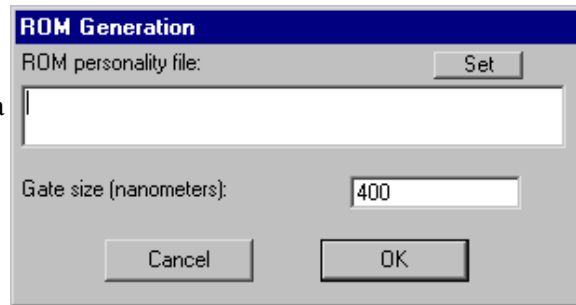 ROM Generation
ROM personality file: Set
Gate size (nanometers): 400
Cancel OK